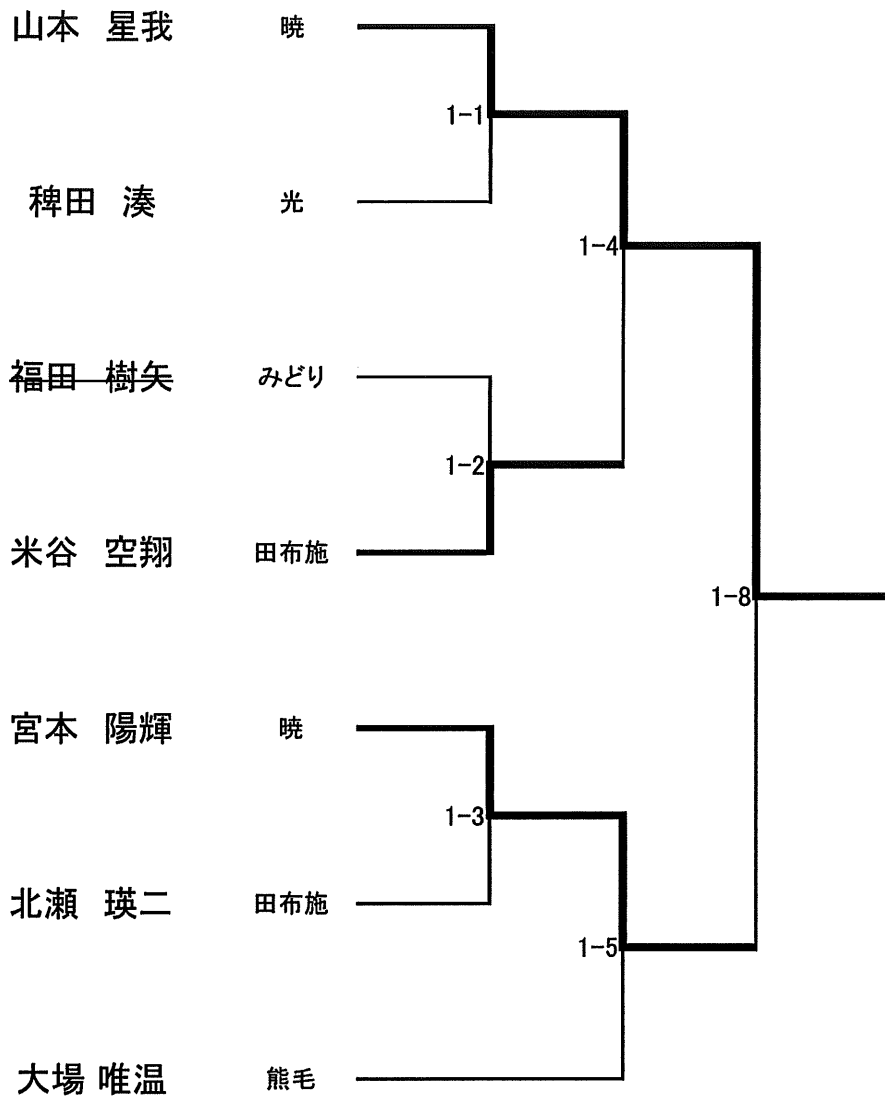 山本 星我 暁
1-1
稗田 湊 光
1-4
福田 樹矢 みどり
1-2
米谷 空翔 田布施
1-8
宮本 陽輝 暁
1-3
北瀬 瑛二 田布施
1-5
大場 唯温 熊毛